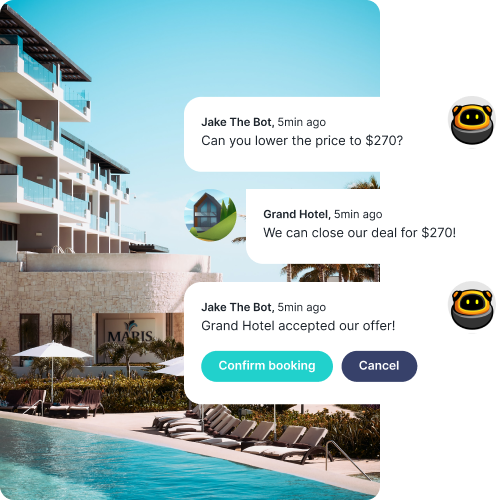 Jake The Bot, 5min ago
Can you lower the price to $270?
Grand Hotel, 5min ago
We can close our deal for $270!
Jake The Bot, 5min ago
Grand Hotel accepted our offer!
Confirm booking
Cancel
MARIS